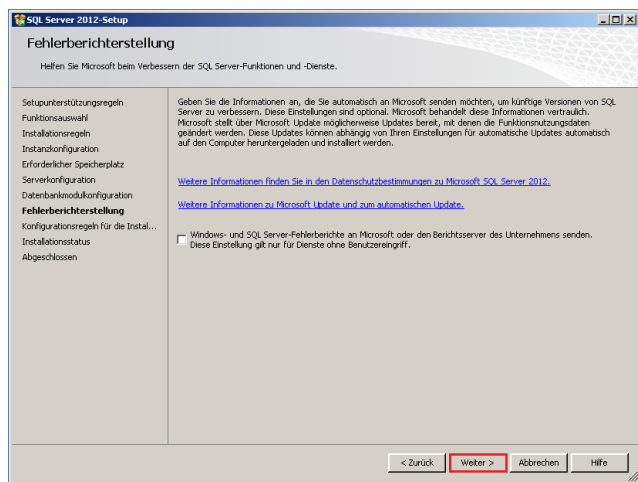 SQL Server 2012-Setup
Fehlerberichterstellung
Helfen Sie Microsoft beim Verbessern der SQL Server-Funktionen und -Dienste.
Setupunterstützungsregeln
Funktionsauswahl
Installationsregeln
Instanzkonfiguration
Erforderlicher Speicherplatz
Serverkonfiguration
Datenbankmodulkonfiguration
Fehlerberichterstellung
Konfigurationsregeln für die Instal...
Installationsstatus
Abgeschlossen
Geben Sie die Informationen an, die Sie automatisch an Microsoft senden möchten, um künftige Versionen von SQL
Server zu verbessern. Diese Einstellungen sind optional. Microsoft behandelt diese Informationen vertraulich.
Microsoft stellt über Microsoft Update möglicherweise Updates bereit, mit denen die Funktionsnutzungsdaten
geändert werden. Diese Updates können abhängig von Ihren Einstellungen für automatische Updates automatisch
auf den Computer heruntergeladen und installiert werden.
Weitere Informationen finden Sie in den Datenschutzbestimmungen zu Microsoft SQL Server 2012.
Weitere Informationen zu Microsoft Update und zum automatischen Update.
Windows- und SQL Server-Fehlerberichte an Microsoft oder den Berichtsserver des Unternehmens senden.
Diese Einstellung gilt nur für Dienste ohne Benutzereingriff.
< Zurück
Weiter >
Abbrechen
Hilfe